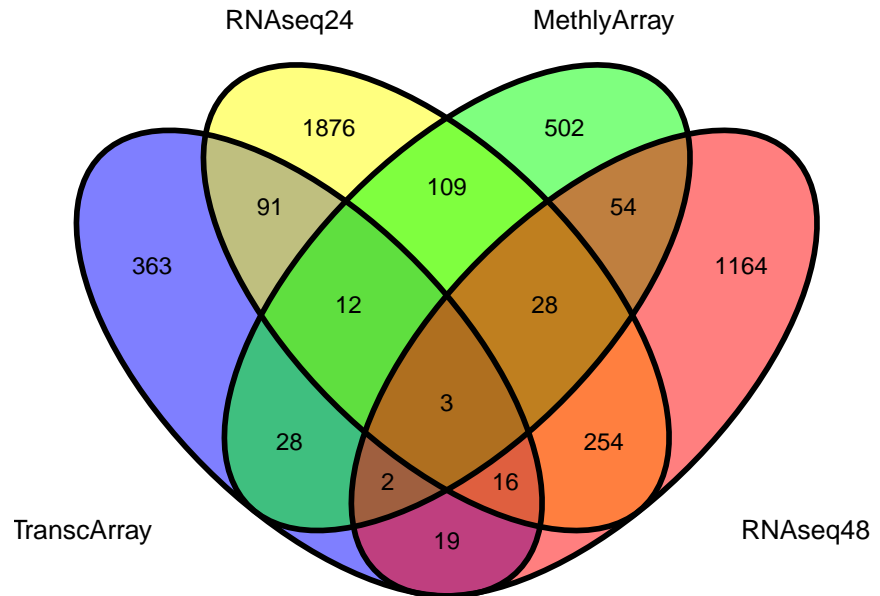 RNAseq24 MethlyArray
1876 502
91 109 54
363 1164
12 28
3
28 254
2 16
TranscArray RNAseq48
19